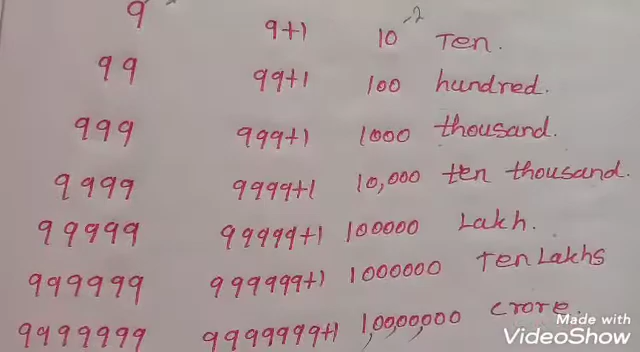 9 9+1 10 -2 Ten.
99 99+1 100 hundred.
999 999+1 1000 thousand.
9999 9999+1 10,000 ten thousand.
99999 99999+1 100000 Lakh.
999999 999999+1 1000000 Ten Lakhs
9999999 9999999+1 1,00,00,000 crore.
Made with
VideoShow